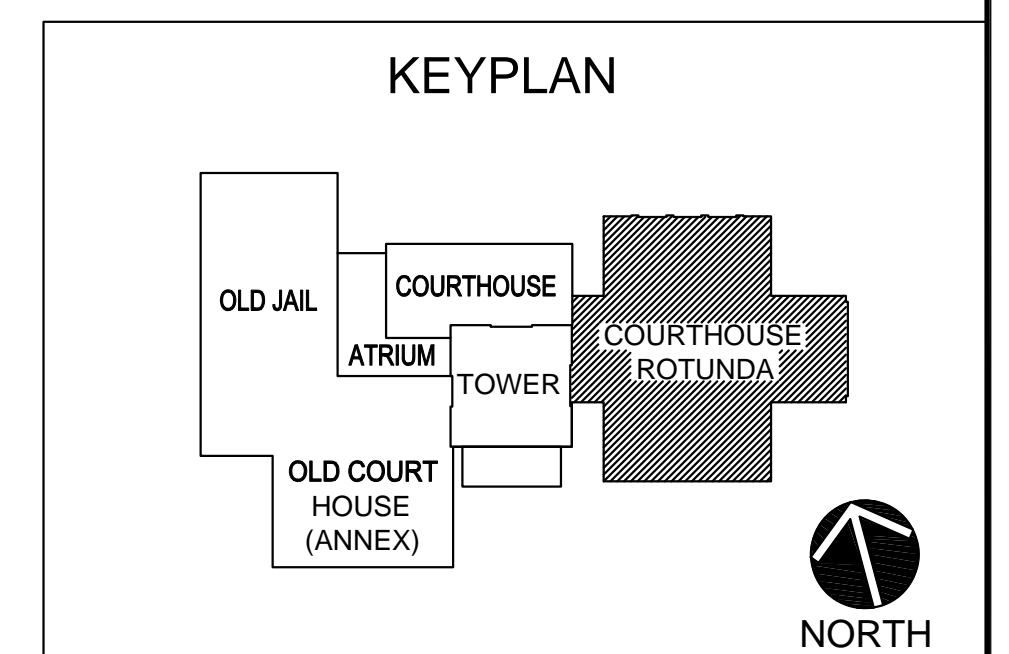 KEYPLAN
OLD JAIL
COURTHOUSE
ATRIUM
TOWER
COURTHOUSE
ROTUNDA
OLD COURT
HOUSE
(ANNEX)
NORTH